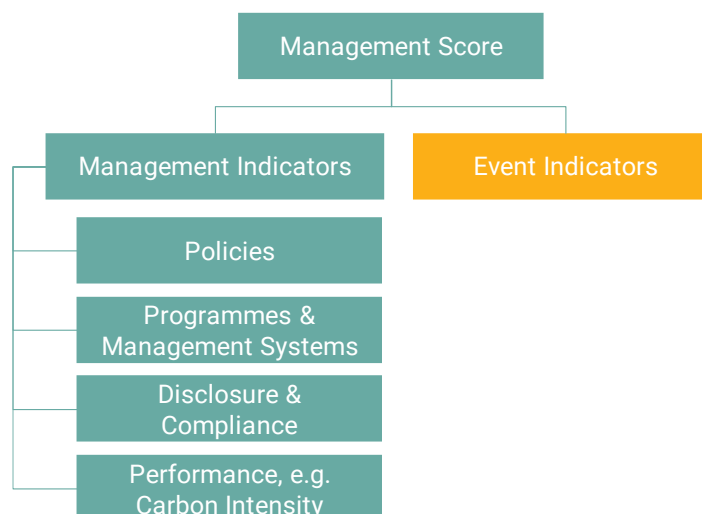 Management Score
Management Indicators
Event Indicators
Policies
Programmes &
Management Systems
Disclosure &
Compliance
Performance, e.g.
Carbon Intensity